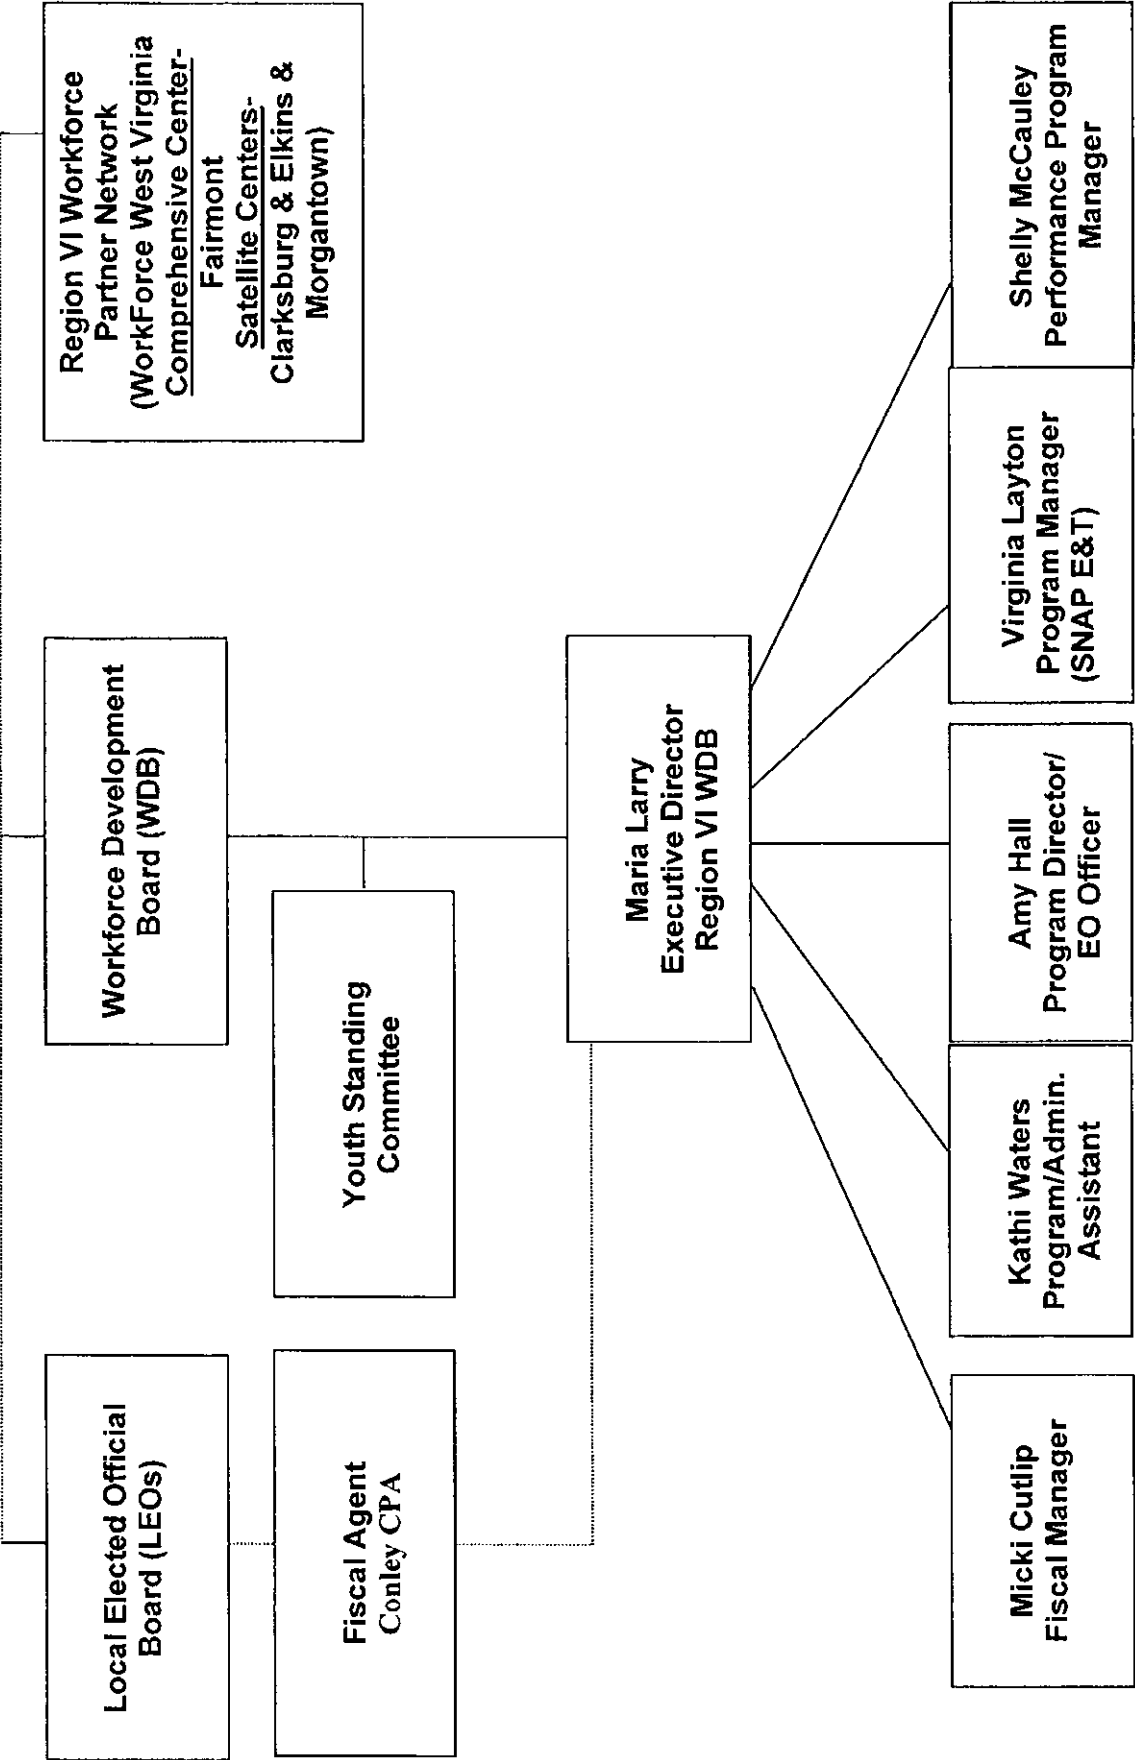 Local Elected Official
Board (LEOs)
Workforce Development
Board (WDB)
Region VI Workforce
Partner Network
(WorkForce West Virginia
Comprehensive Center-
Fairmont
Satellite Centers-
Clarksburg & Elkins &
Morgantown)
Fiscal Agent
Conley CPA
Youth Standing
Committee
Maria Larry
Executive Director
Region VI WDB
Micki Cutlip
Fiscal Manager
Kathi Waters
Program/Admin.
Assistant
Amy Hall
Program Director/
EO Officer
Virginia Layton
Program Manager
(SNAP E&T)
Shelly McCauley
Performance Program
Manager